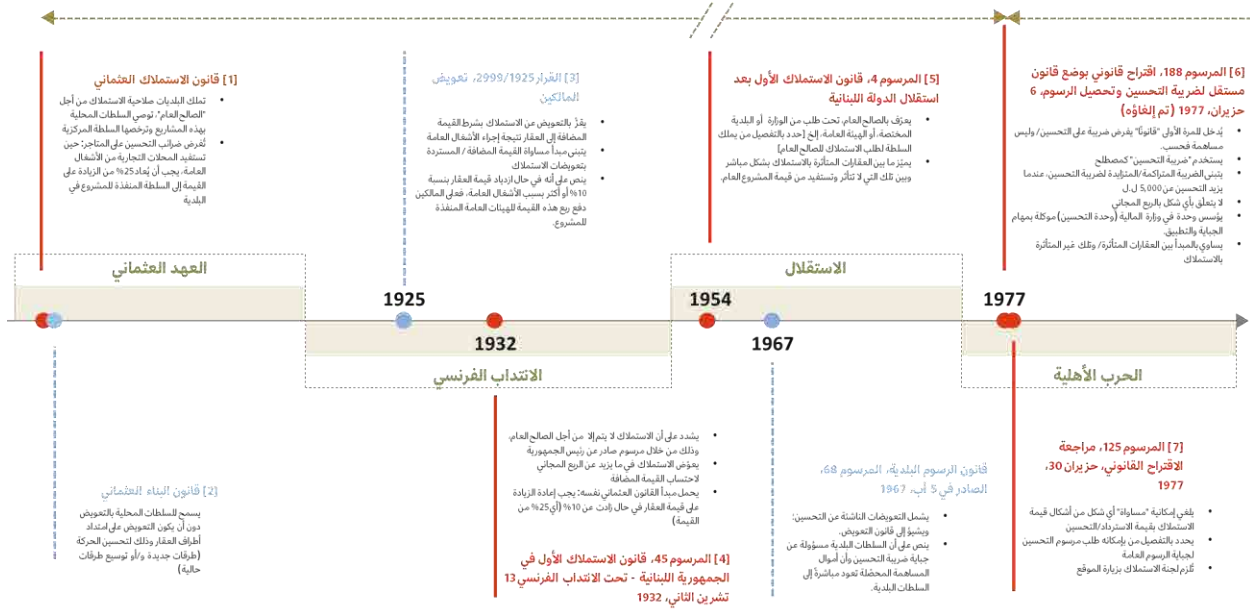 [1] قانون الاستملاك العثماني
تملك البلديات صلاحية الاستملاك من أجل
"الصالح العام"، توصي السلطات المحلية
بهذه المشاريع وترخصها السلطة المركزية
تُفرض ضرائب التحسين على المتاجر: حين
تستفيد المحلات التجارية من الأشغال
العامة، يجب أن يُعاد 25% من الزيادة على
القيمة إلى السلطة المنفذة للمشروع في
البلدية
[3] القرار 2999/1925، تعويض
المالكين
يقرّ بالتعويض عن الاستملاك بشرط القيمة
المضافة إلى العقار نتيجة إجراء الأشغال العامة
يتبنى مبدأ مساواة القيمة المضافة / المستردة
بتعويضات الاستملاك
ينص على أنه في حال ازدياد قيمة العقار بنسبة
10% أو أكثر بسبب الأشغال العامة، فعلى المالكين
دفع ربع هذه القيمة للهيئات العامة المنفذة
للمشروع.
[5] المرسوم 4، قانون الاستملاك الأول بعد
استقلال الدولة اللبنانية
يعرّف بالصالح العام، تحت طلب من الوزارة أو البلدية
المختصة، أو الهيئة العامة، إلخ [حدد بالتفصيل من يملك
السلطة لطلب الاستملاك للصالح العام]
يميّز ما بين العقارات المتأثرة بالاستملاك بشكل مباشر
وبين تلك التي لا تتأثر وتستفيد من قيمة المشروع العام.
[6] المرسوم 188، اقتراح قانوني بوضع قانون
مستقل لضريبة التحسين وتحصيل الرسوم، 6
حزيران، 1977 (تم إلغاؤه)
يُدخل للمرة الأولى "قانونًا" يفرض ضريبة على التحسين/ وليس
مساهمة فحسب.
يستخدم "ضريبة التحسين" كمصطلح
يتبنى الضريبة المتراكمة/المتزايدة لضريبة التحسين، عندما
يزيد التحسين عن 5,000 ل.ل
لا يتعلّق بأي شكل بالربع المجاني
يؤسس وحدة في وزارة المالية (وحدة التحسين) موكلة بمهام
الجباية والتطبيق.
يساوي بالمبدأ بين العقارات المتأثرة/ وتلك غير المتأثرة
بالاستملاك
العهد العثماني
الاستقلال
1925
1954
1977
1932
1967
الانتداب الفرنسي
الحرب الأهلية
[2] قانون البناء العثماني
يسمح للسلطات المحلية بالتعويض
دون أن يكون التعويض على امتداد
أطراف العقار وذلك لتحسين الحركة
(طرقات جديدة و/أو توسيع طرقات
حالية)
يشدد على أن الاستملاك لا يتم إلا من أجل الصالح العام،
وذلك من خلال مرسوم صادر عن رئيس الجمهورية
يعوّض الاستملاك في ما يزيد عن الربع المجاني
لاحتساب القيمة المضافة
يحمل مبدأ القانون العثماني نفسه: يجب إعادة الزيادة
على قيمة العقار في حال زادت عن 10% (أي 25% من
القيمة)
[4] المرسوم 45، قانون الاستملاك الأول في
الجمهورية اللبنانية - تحت الانتداب الفرنسي 13
تشرين الثاني، 1932
قانون الرسوم البلدية، المرسوم 68،
الصادر في 5 آب، 1967
يشمل التعويضات الناشئة عن التحسين:
ويشيؤ إلى قانون التعويض.
ينص على أن السلطات البلدية مسؤولة عن
جباية ضريبة التحسين وأن أموال
المساهمة المحصّلة تعود مباشرةً إلى
السلطات البلدية.
[7] المرسوم 125، مراجعة
الاقتراح القانوني، حزيران 30،
1977
يلغي إمكانية "مساواة" أي شكل من أشكال قيمة
الاستملاك بقيمة الاسترداد/التحسين
يحدد بالتفصيل من بإمكانه طلب مرسوم التحسين
لجباية الرسوم العامة
تُلزم لجنة الاستملاك بزيارة الموقع